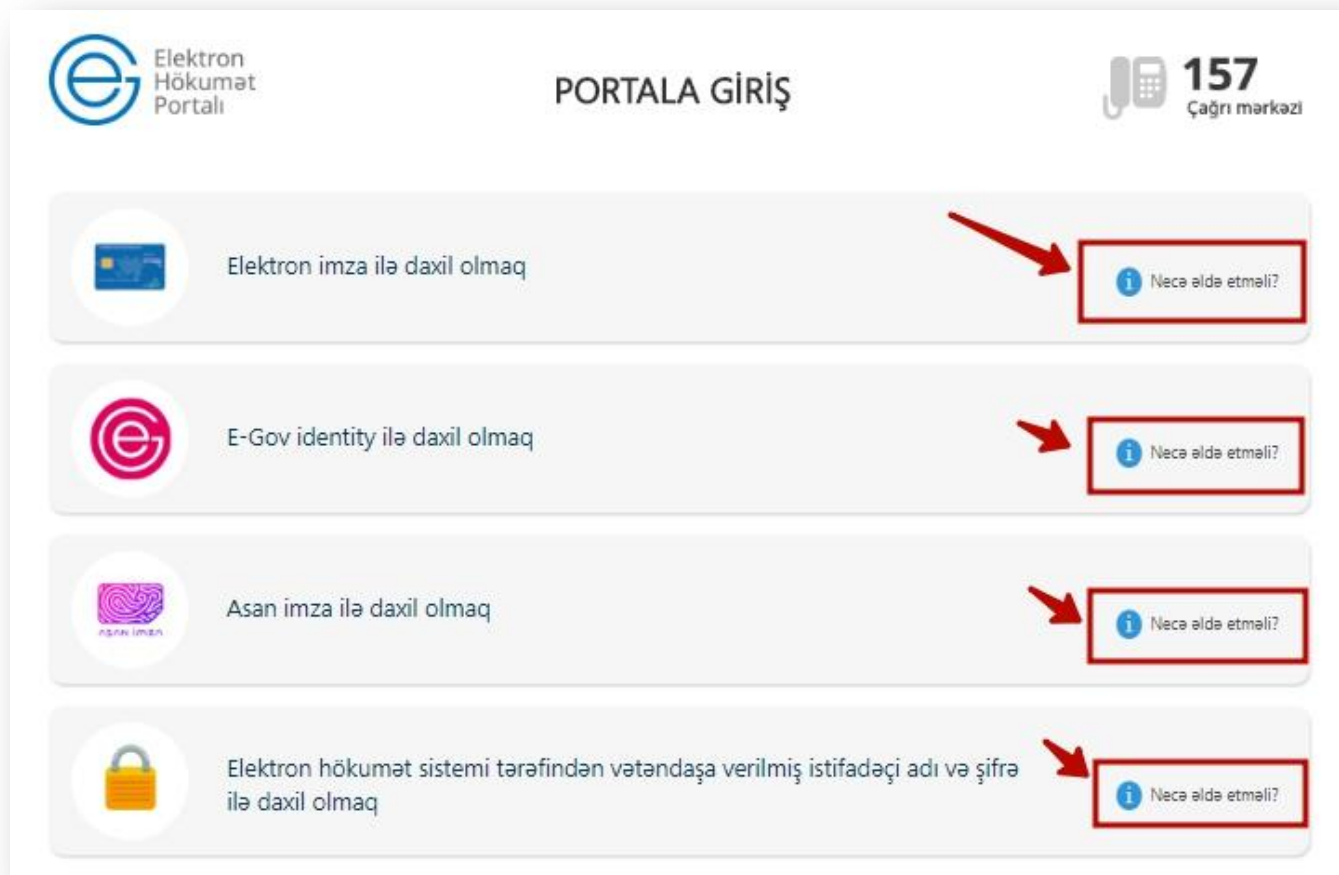 Elektron
Hökumət
Portalı
PORTALA GİRİŞ
157
Çağrı mərkəzi
Elektron imza ilə daxil olmaq
Necə əldə etməli?
E-Gov identity ilə daxil olmaq
Necə əldə etməli?
Asan imza ilə daxil olmaq
Necə əldə etməli?
ASAN İMZA
Elektron hökumət sistemi tərəfindən vətəndaşa verilmiş istifadəçi adı və şifrə
ilə daxil olmaq
Necə əldə etməli?